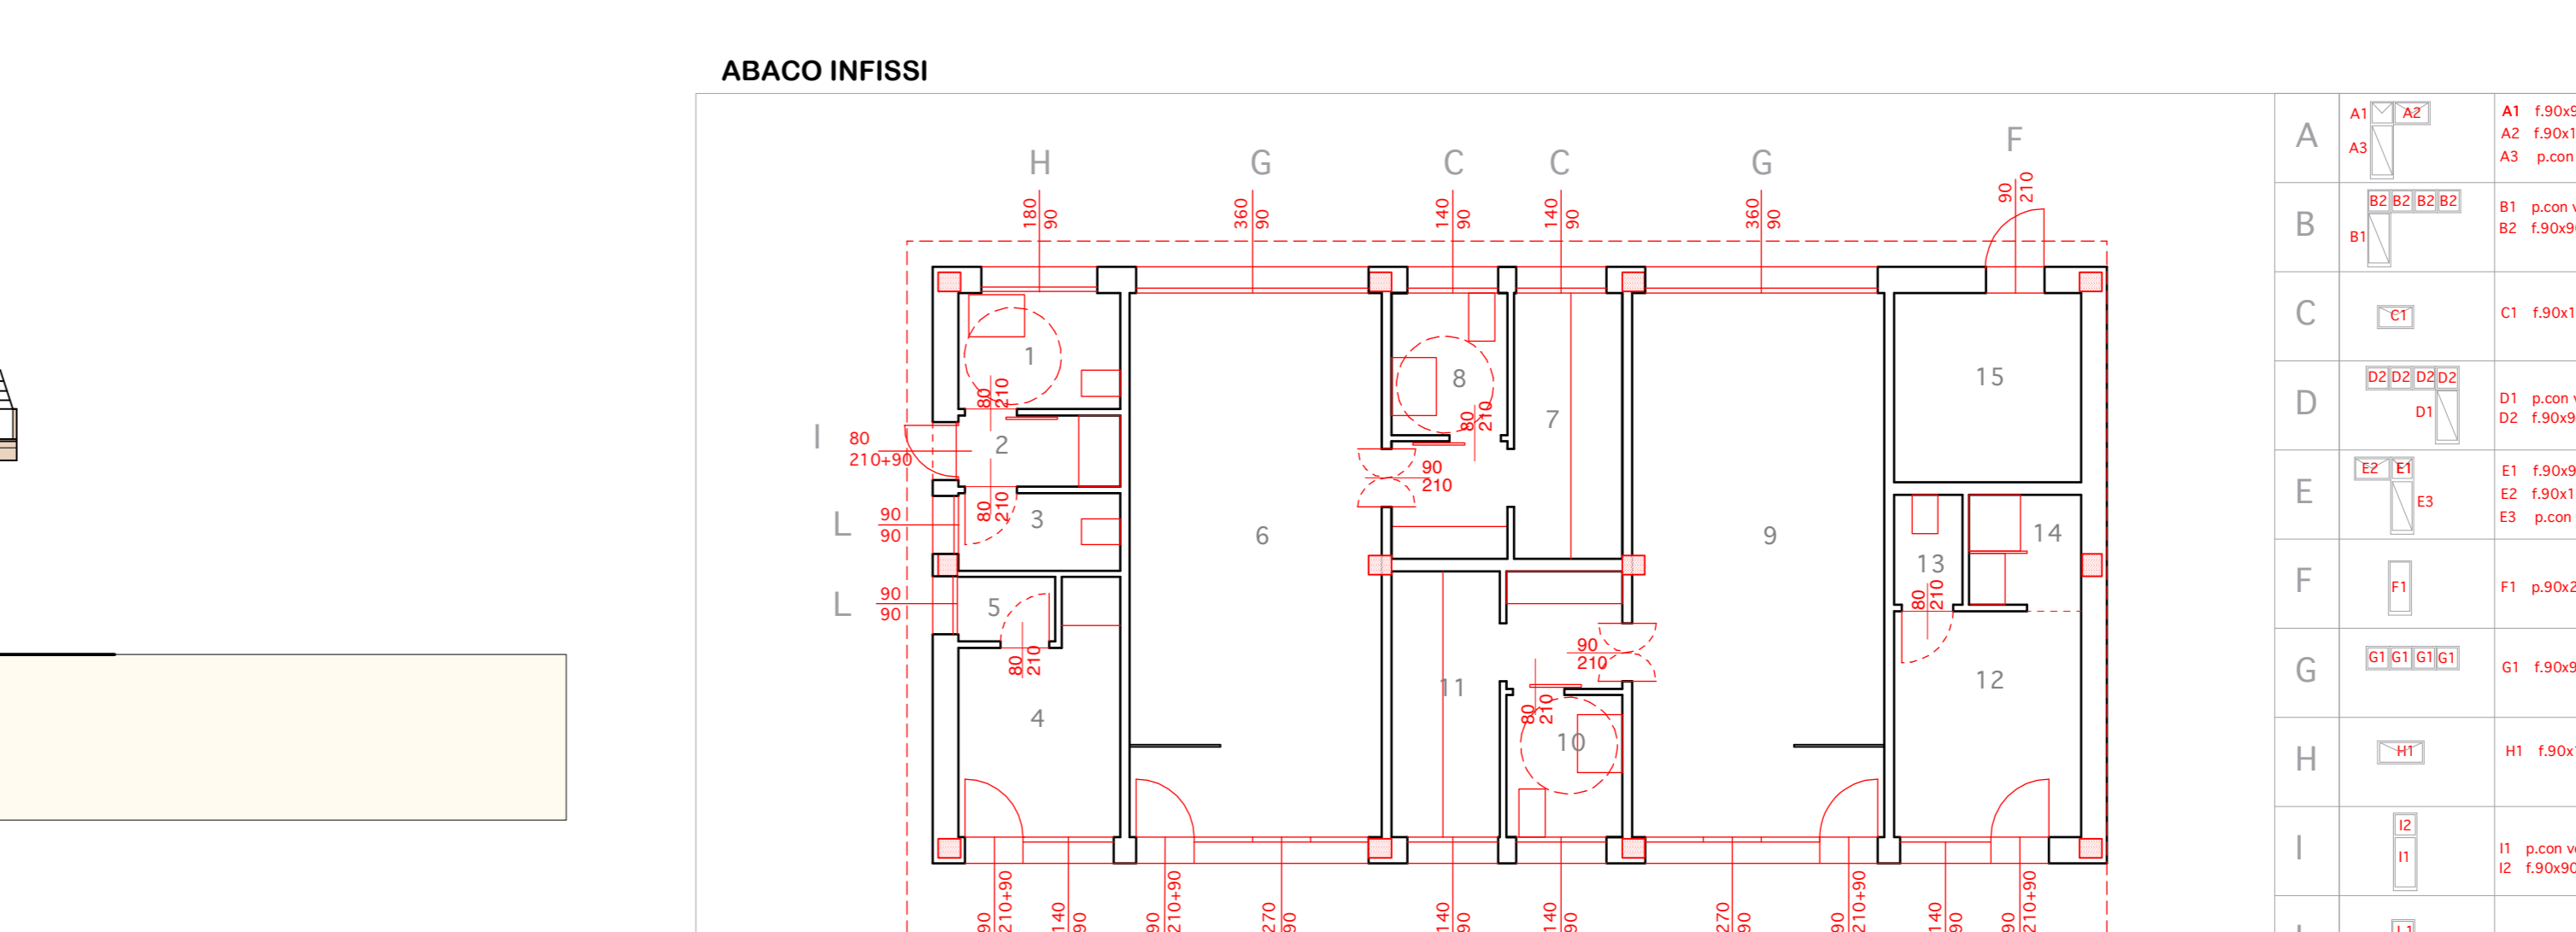 ABACO INFISSI
H G C C G F
180 90
360 90
140 90
140 90
360 90
90 210
1
80 210
I 80 210+90
2
80 210
L 90 90
3
L 90 90
5
80 210
4
6
8
80 210
7
90 210
9
15
13
14
80 210
12
11
90 210
80 210
10
90 210+90
140 90
90 210+90
270 90
140 90
140 90
270 90
90 210+90
140 90
90 210+90
A A1 A2 A3
A1 f.90x9
A2 f.90x1
A3 p.con
B B2 B2 B2 B2 B1
B1 p.con v
B2 f.90x9
C C1
C1 f.90x1
D D2 D2 D2 D2 D1
D1 p.con v
D2 f.90x9
E E2 E1 E3
E1 f.90x9
E2 f.90x1
E3 p.con
F F1
F1 p.90x2
G G1 G1 G1 G1
G1 f.90x9
H H1
H1 f.90x
I I2 I1
I1 p.con v
I2 f.90x90
L1